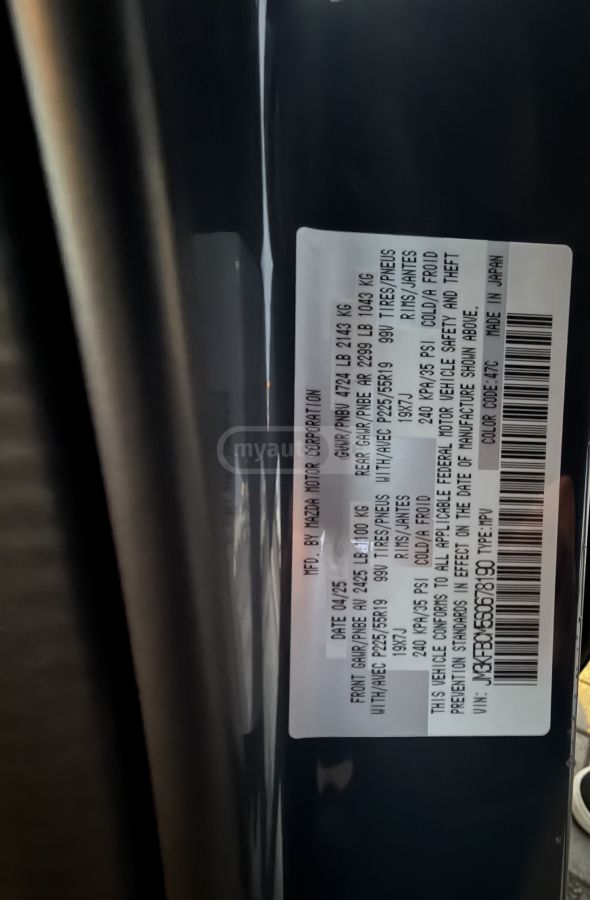 MFD. BY MAZDA MOTOR CORPORATION
DATE 04/25 GVWR/PNBV 4724 LB 2143 KG
FRONT GAWR/PNBE AV 2425 LB 1100 KG REAR GAWR/PNBE AR 2299 LB 1043 KG
WITH/AVEC P225/55R19 99V TIRES/PNEUS WITH/AVEC P225/55R19 99V TIRES/PNEUS
19X7J RIMS/JANTES 19X7J RIMS/JANTES
240 KPA/35 PSI COLD/A FROID 240 KPA/35 PSI COLD/A FROID
THIS VEHICLE CONFORMS TO ALL APPLICABLE FEDERAL MOTOR VEHICLE SAFETY AND THEFT
PREVENTION STANDARDS IN EFFECT ON THE DATE OF MANUFACTURE SHOWN ABOVE.
VIN: JM3KFBCM5S0678190 TYPE:MPV COLOR CODE:47C MADE IN JAPAN
myauto